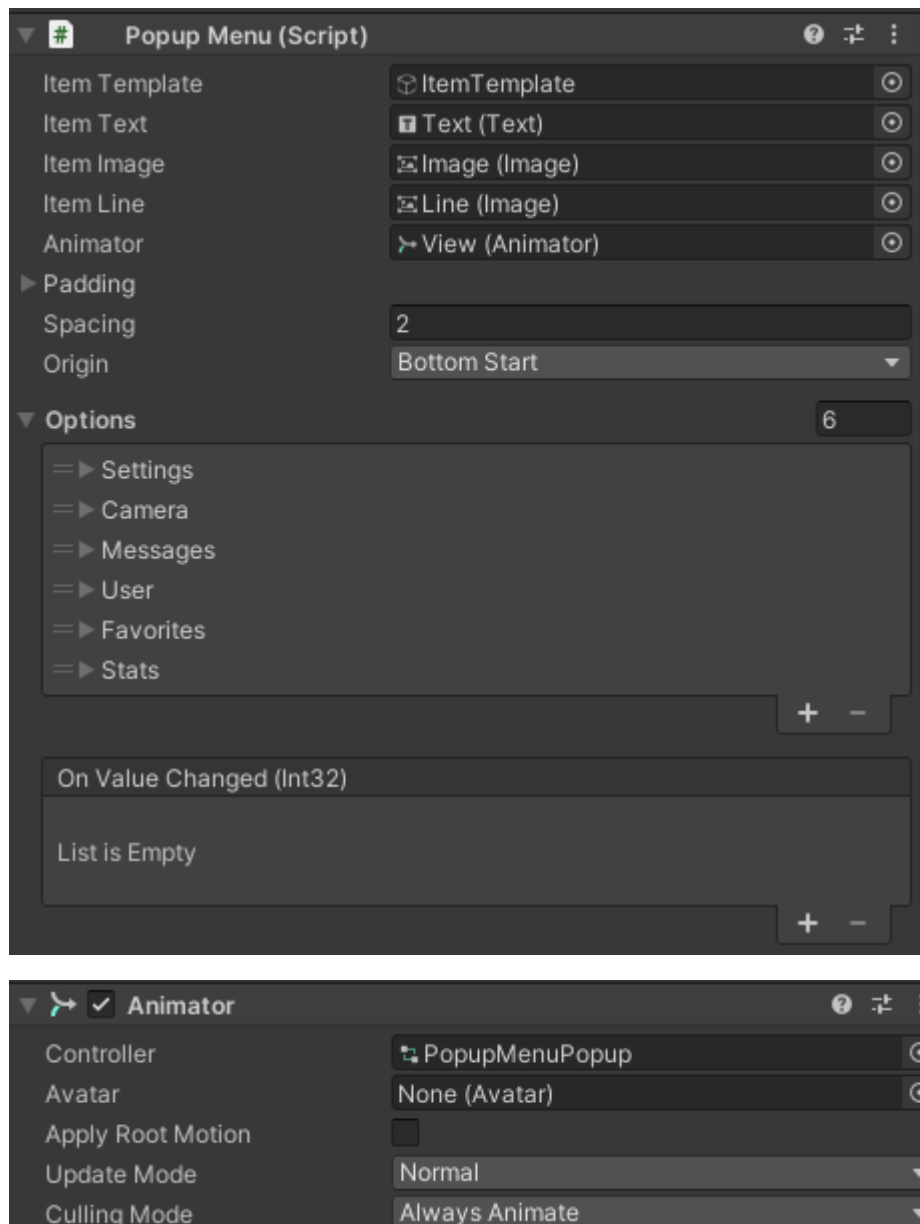 Popup Menu (Script)
Item Template ItemTemplate
Item Text Text (Text)
Item Image Image (Image)
Item Line Line (Image)
Animator View (Animator)
Padding
Spacing 2
Origin Bottom Start
Options 6
Settings
Camera
Messages
User
Favorites
Stats
On Value Changed (Int32)
List is Empty
Animator
Controller PopupMenuPopup
Avatar None (Avatar)
Apply Root Motion
Update Mode Normal
Culling Mode Always Animate